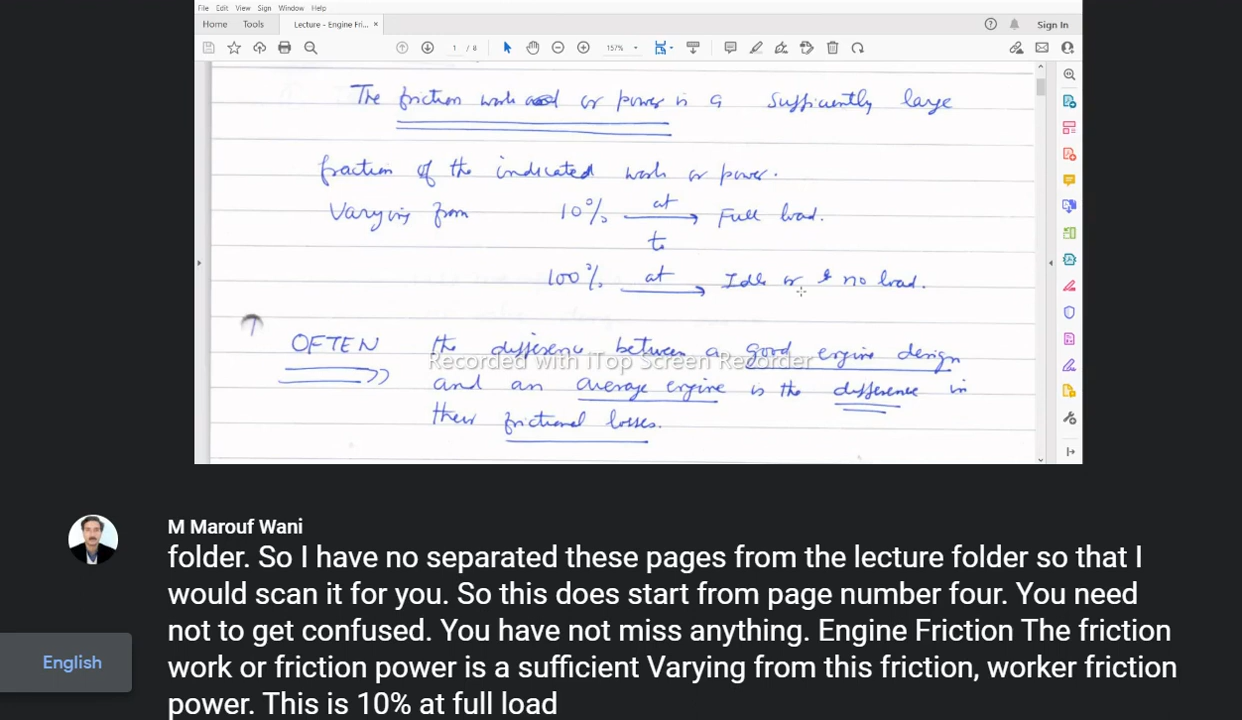 File Edit View Sign Window Help
Home Tools Lecture - Engine Fri... × Sign In
1 / 8 157%
The friction work or power is a sufficiently large
fraction of the indicated work or power.
Varying from 10% at Full load.
to
100% at Idle or no load.
OFTEN the difference between a good engine design
Recorded with iTop Screen Recorder
and an average engine is the difference in
their frictional losses.
M Marouf Wani
folder. So I have no separated these pages from the lecture folder so that I
would scan it for you. So this does start from page number four. You need
not to get confused. You have not miss anything. Engine Friction The friction
work or friction power is a sufficient Varying from this friction, worker friction
power. This is 10% at full load
English